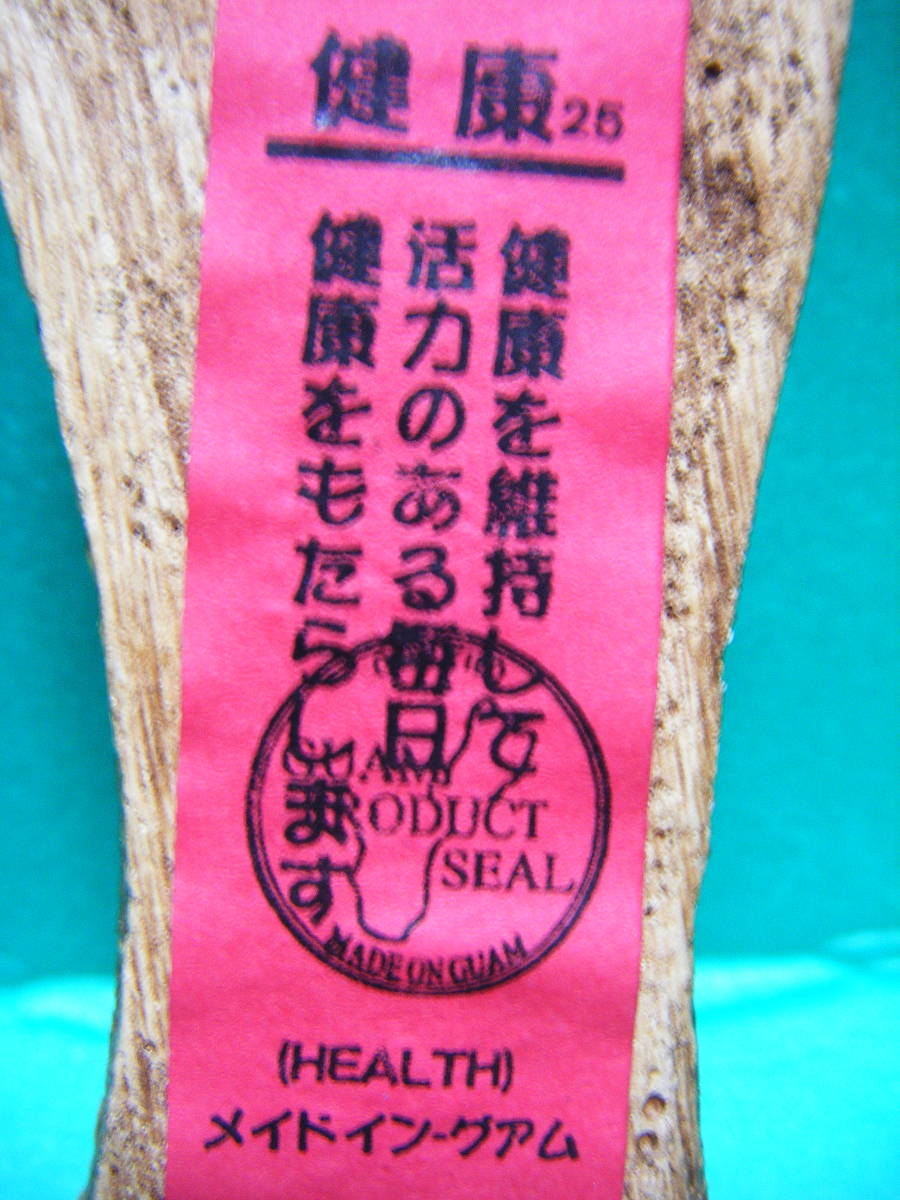 健康25
健康を維持して
活力のある毎日
健康をもたらします
GUAM
PRODUCT
SEAL
MADE ON GUAM
(HEALTH)
メイドイン-グアム